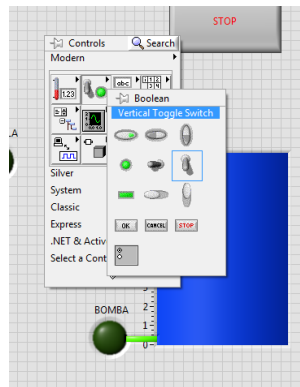 STOP
Controls
Search
Modern
1.23
abc
Boolean
Vertical Toggle Switch
LA
OK
CANCEL
STOP
Silver
System
Classic
Express
.NET & Activ
Select a Cont
BOMBA
2
1
0